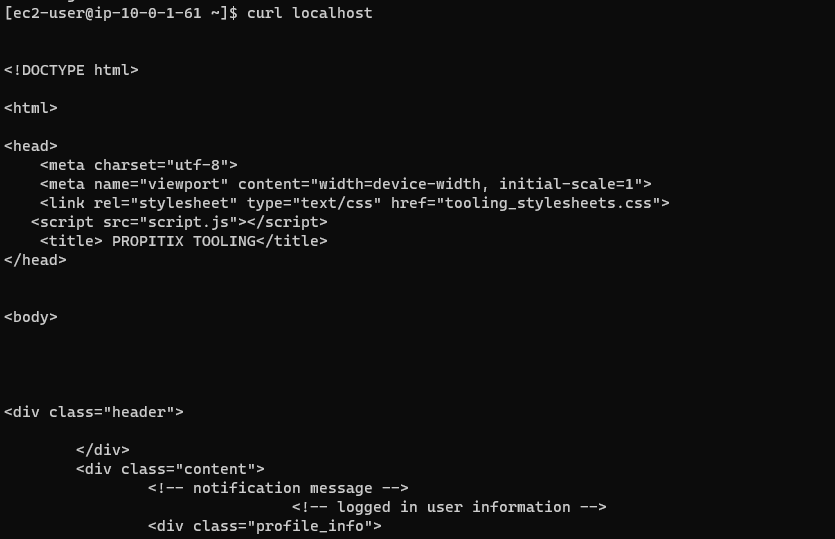 [ec2-user@ip-10-0-1-61 ~]$ curl localhost
<!DOCTYPE html>
<html>
<head>
    <meta charset="utf-8">
    <meta name="viewport" content="width=device-width, initial-scale=1">
    <link rel="stylesheet" type="text/css" href="tooling_stylesheets.css">
   <script src="script.js"></script>
    <title> PROPITIX TOOLING</title>
</head>
<body>
<div class="header">
        </div>
        <div class="content">
                <!-- notification message -->
                                <!-- logged in user information -->
                <div class="profile_info">